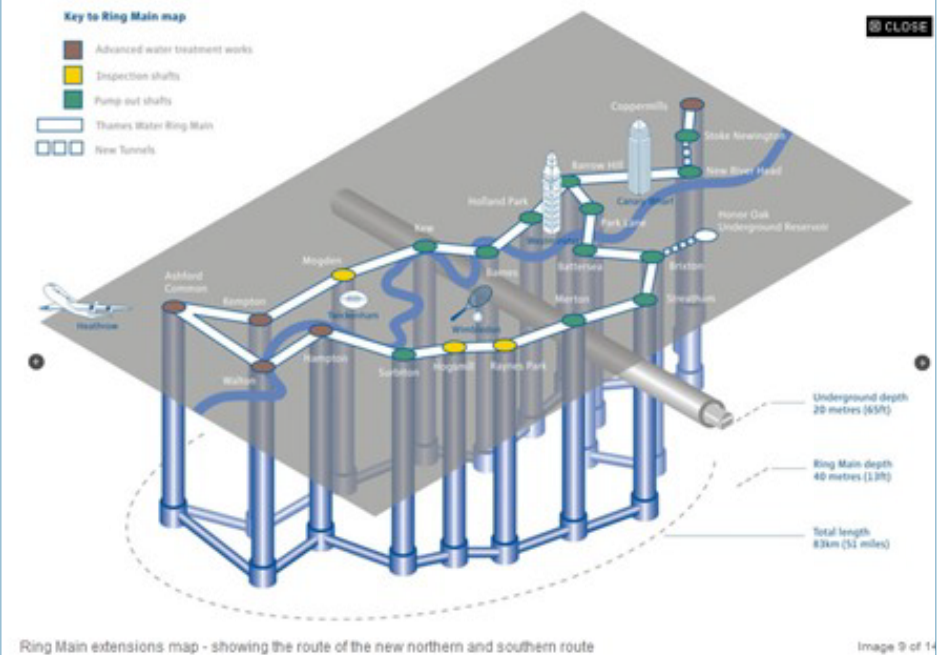 Key to Ring Main map
CLOSE
Advanced water treatment works
Inspection shafts
Pump out shafts
Thames Water Ring Main
New Tunnels
Coppermills
Stoke Newington
Barrow Hill
New River Head
Canary Wharf
Holland Park
Park Lane
Honor Oak
Underground Reservoir
Westminster
Kew
Barnes
Battersea
Brixton
Mogden
Ashford
Common
Kempton
Merton
Streatham
Twickenham
Heathrow
Wimbledon
Hampton
Walton
Surbiton
Hogsmill
Raynes Park
Underground depth
20 metres (65ft)
Ring Main depth
40 metres (13ft)
Total length
83km (51 miles)
Ring Main extensions map - showing the route of the new northern and southern route
Image 9 of 14